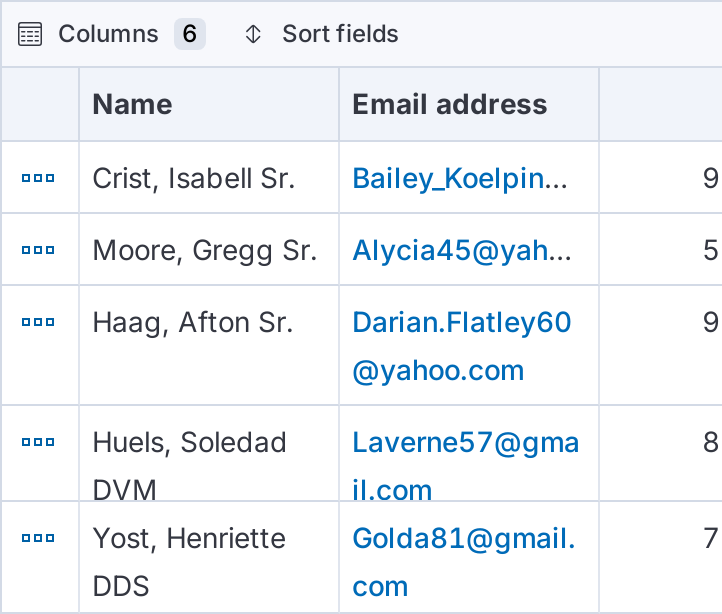 Columns 6 Sort fields
Name Email address
Crist, Isabell Sr. Bailey_Koelpin... 9
Moore, Gregg Sr. Alycia45@yah... 5
Haag, Afton Sr. Darian.Flatley60 9
@yahoo.com
Huels, Soledad Laverne57@gma 8
DVM il.com
Yost, Henriette Golda81@gmail. 7
DDS com